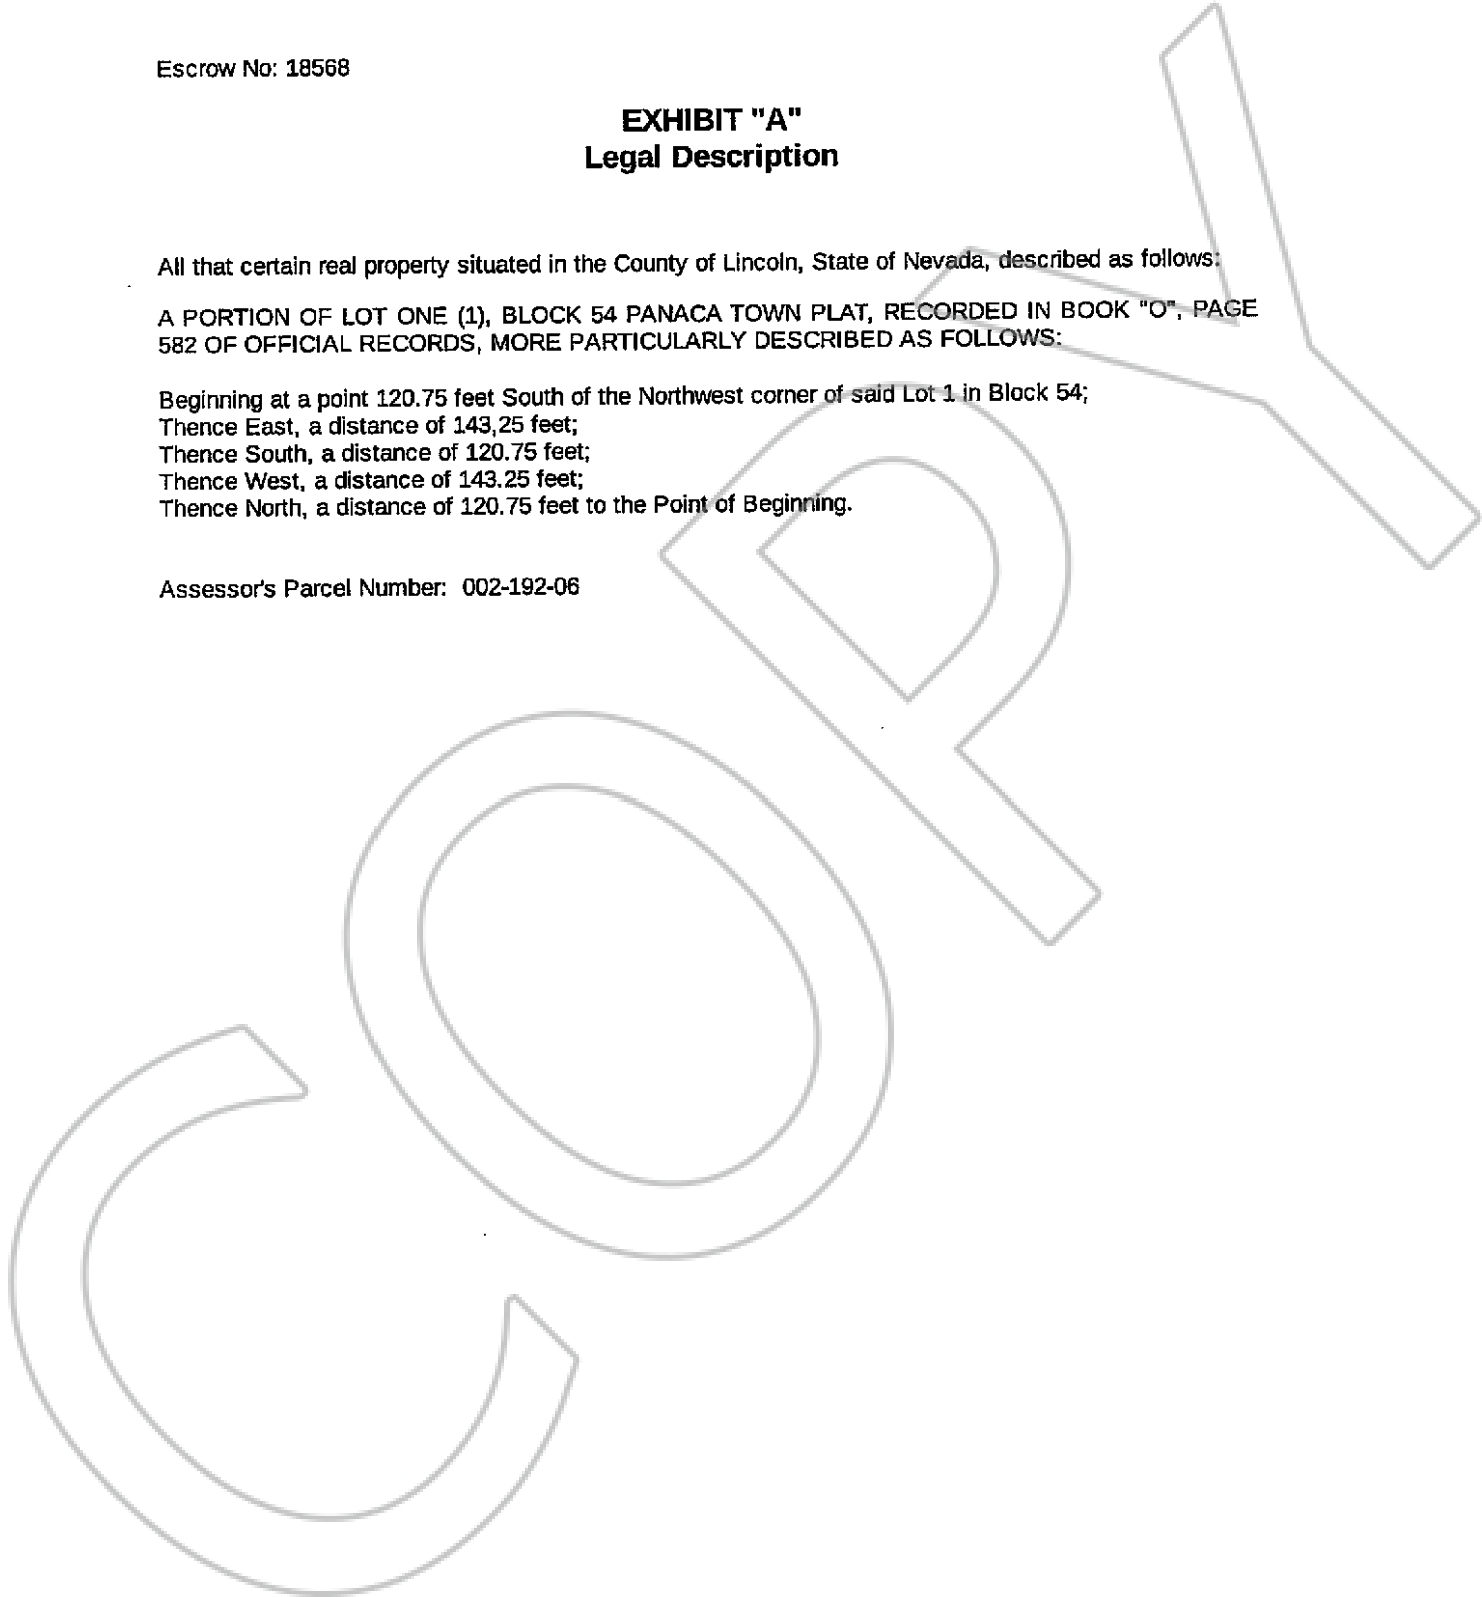 Escrow No: 18568
EXHIBIT "A"
Legal Description
All that certain real property situated in the County of Lincoln, State of Nevada, described as follows:
A PORTION OF LOT ONE (1), BLOCK 54 PANACA TOWN PLAT, RECORDED IN BOOK "O", PAGE
582 OF OFFICIAL RECORDS, MORE PARTICULARLY DESCRIBED AS FOLLOWS:
Beginning at a point 120.75 feet South of the Northwest corner of said Lot 1 in Block 54;
Thence East, a distance of 143,25 feet;
Thence South, a distance of 120.75 feet;
Thence West, a distance of 143.25 feet;
Thence North, a distance of 120.75 feet to the Point of Beginning.
Assessor's Parcel Number: 002-192-06
COPY